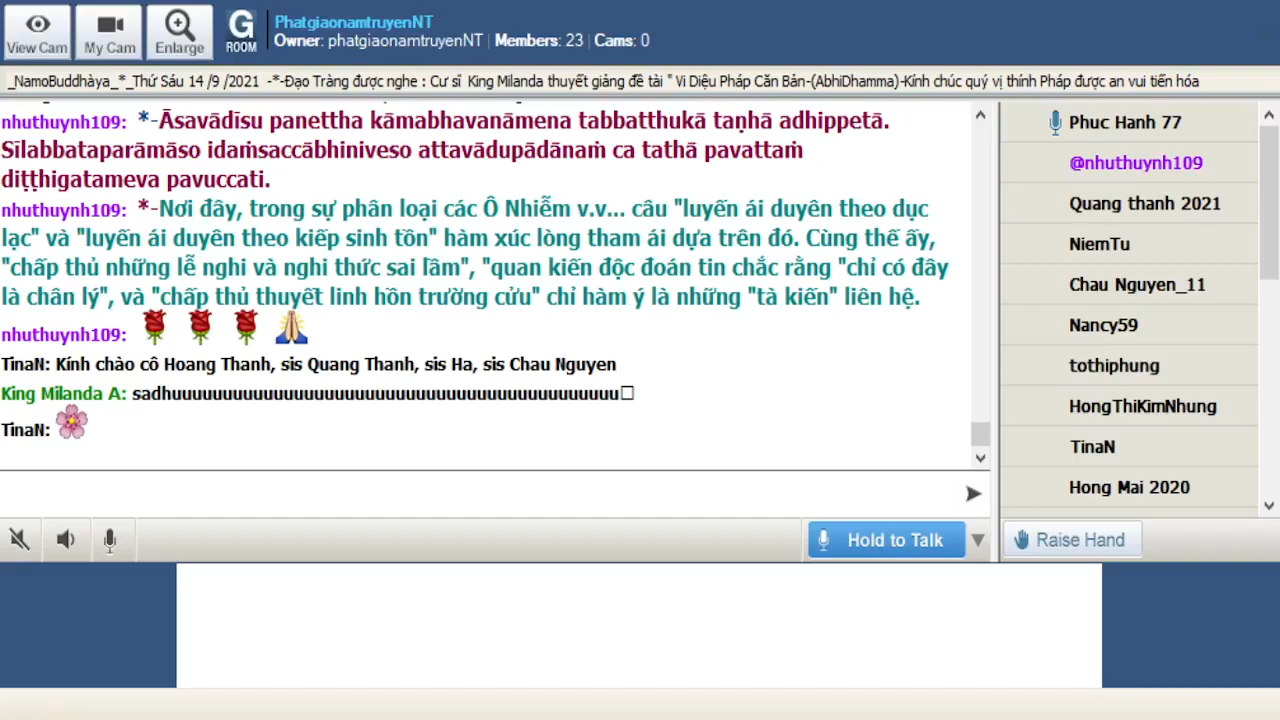 PhatgiaonamtruyenNT
View Cam
My Cam
Enlarge
G
ROOM
Owner: phatgiaonamtruyenNT | Members: 23 | Cams: 0
_NamoBuddhàya_*_Thứ Sáu 14 /9 /2021 -*-Đạo Tràng được nghe : Cư sĩ King Milanda thuyết giảng đề tài " Vi Diệu Pháp Căn Bản-(AbhiDhamma)-Kính chúc quý vị thính Pháp được an vui tiến hóa
nhuthuynh109: *-Āsavādīsu panettha kāmabhavanāmena tabbatthukā taṇhā adhippetā.
Sīlabbataparāmāso idaṁsaccābhiniveso attavādupādānaṁ ca tathā pavattaṁ
diṭṭhigatameva pavuccati.
nhuthuynh109: *-Nơi đây, trong sự phân loại các Ô Nhiễm v.v... câu "luyến ái duyên theo dục
lạc" và "luyến ái duyên theo kiếp sinh tồn" hàm xúc lòng tham ái dựa trên đó. Cùng thế ấy,
"chấp thủ những lễ nghi và nghi thức sai lầm", "quan kiến độc đoán tin chắc rằng "chỉ có đây
là chân lý", và "chấp thủ thuyết linh hồn trường cửu" chỉ hàm ý là những "tà kiến" liên hệ.
nhuthuynh109:
TinaN: Kính chào cô Hoang Thanh, sis Quang Thanh, sis Ha, sis Chau Nguyen
King Milanda A: sadhuuuuuuuuuuuuuuuuuuuuuuuuuuuuuuuuuuuuuuuuuuuuuuuuuuuu
TinaN:
Phuc Hanh 77
@nhuthuynh109
Quang thanh 2021
NiemTu
Chau Nguyen_11
Nancy59
tothiphung
HongThiKimNhung
TinaN
Hong Mai 2020
Hold to Talk
Raise Hand